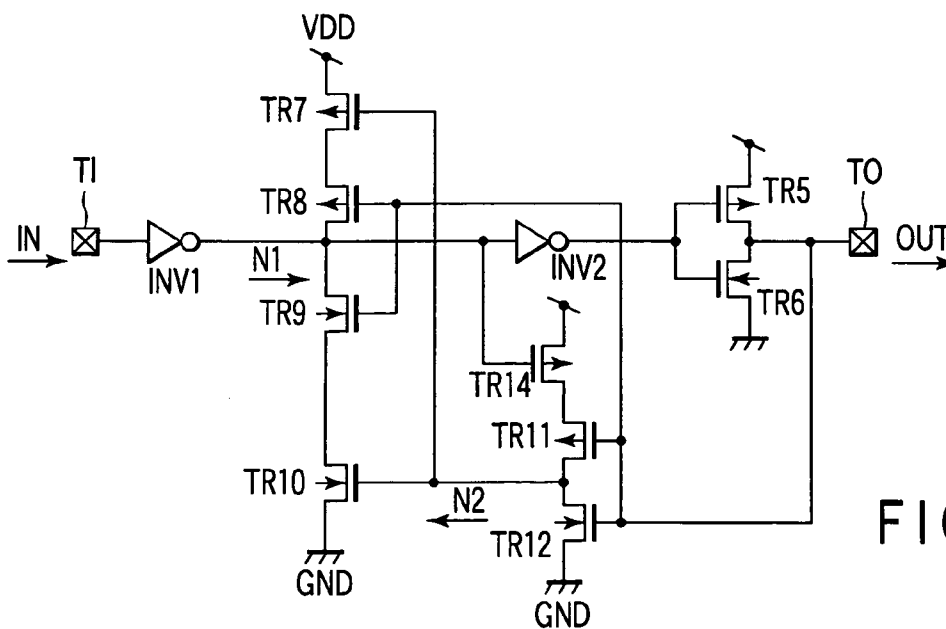 VDD
TR7
TI
TR8
TR5
TO
IN
INV1
N1
INV2
OUT
TR9
TR6
TR14
TR11
TR10
N2
TR12
FI
GND
GND